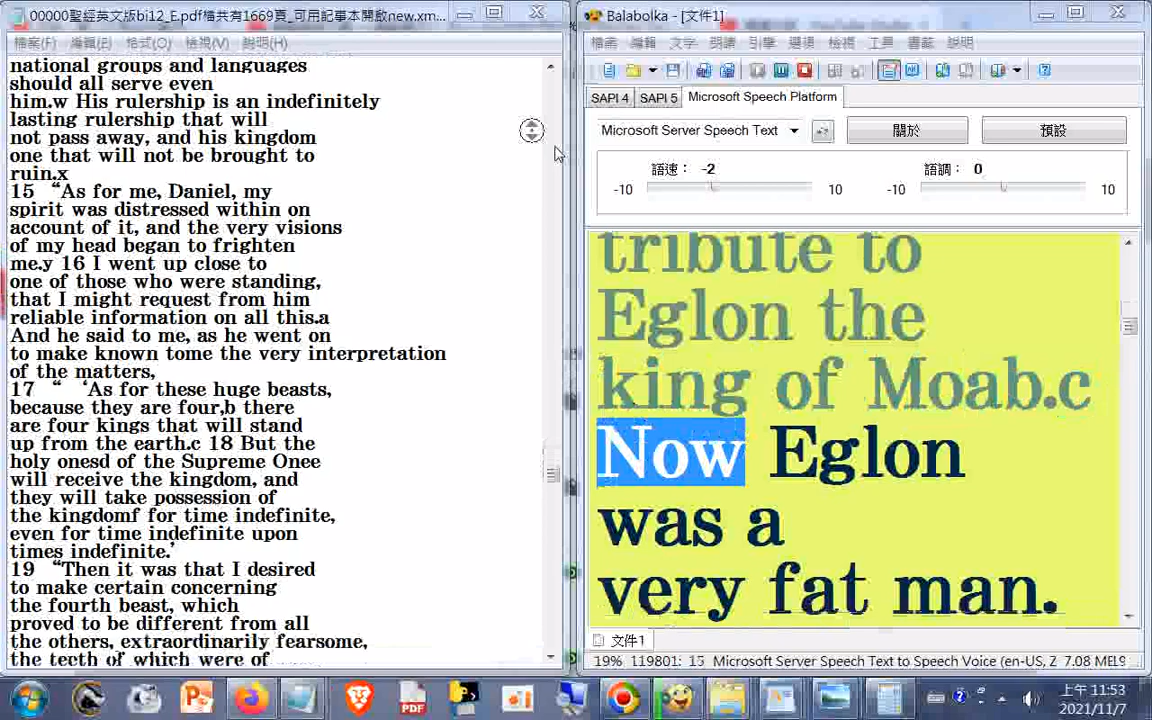 00000聖經英文版bi12_E.pdf檔共有1669頁_可用記事本開啟new.xm...
檔案(F) 編輯(E) 格式(O) 檢視(V) 說明(H)
national groups and languages
should all serve even
him.w His rulership is an indefinitely
lasting rulership that will
not pass away, and his kingdom
one that will not be brought to
ruin.x
15 “As for me, Daniel, my
spirit was distressed within on
account of it, and the very visions
of my head began to frighten
me.y 16 I went up close to
one of those who were standing,
that I might request from him
reliable information on all this.a
And he said to me, as he went on
to make known tome the very interpretation
of the matters,
17 “ ‘As for these huge beasts,
because they are four,b there
are four kings that will stand
up from the earth.c 18 But the
holy onesd of the Supreme Onee
will receive the kingdom, and
they will take possession of
the kingdomf for time indefinite,
even for time indefinite upon
times indefinite.’
19 “Then it was that I desired
to make certain concerning
the fourth beast, which
proved to be different from all
the others, extraordinarily fearsome,
the teeth of which were of
Balabolka - [文件1]
檔案 編輯 文字 朗讀 引擎 選項 檢視 工具 書籤 說明
SAPI 4 SAPI 5 Microsoft Speech Platform
Microsoft Server Speech Text 關於 預設
語速： -2 語調： 0
-10 10 -10 10
tribute to
Eglon the
king of Moab.c
Now Eglon
was a
very fat man.
文件1
19% 119801: 15 Microsoft Server Speech Text to Speech Voice (en-US, Z 7.08 MEL9
PDF
上午 11:53
2021/11/7